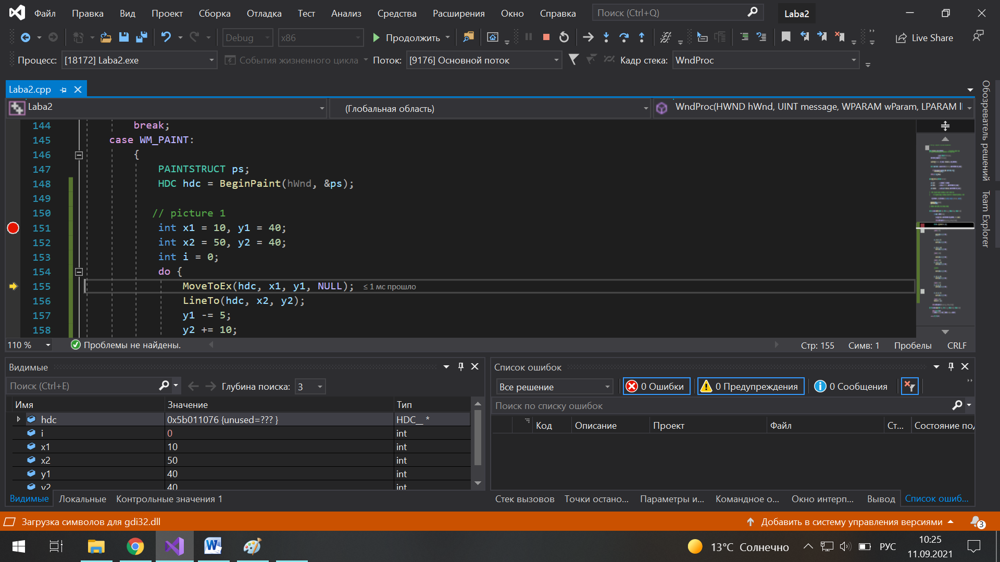 Файл Правка Вид Проект Сборка Отладка Тест Анализ Средства Расширения Окно Справка Поиск (Ctrl+Q) Laba2
Debug x86 Продолжить Live Share
Процесс: [18172] Laba2.exe События жизненного цикла Поток: [9176] Основной поток Кадр стека: WndProc
Laba2.cpp
Laba2 (Глобальная область) WndProc(HWND hWnd, UINT message, WPARAM wParam, LPARAM l
144 break;
145 case WM_PAINT:
146 {
147 PAINTSTRUCT ps;
148 HDC hdc = BeginPaint(hWnd, &ps);
149
150 // picture 1
151 int x1 = 10, y1 = 40;
152 int x2 = 50, y2 = 40;
153 int i = 0;
154 do {
155 MoveToEx(hdc, x1, y1, NULL); ≤ 1 мс прошло
156 LineTo(hdc, x2, y2);
157 y1 -= 5;
158 y2 += 10;
110 % Проблемы не найдены. Стр: 155 Симв: 1 Пробелы CRLF
Обозреватель решений
Team Explorer
Видимые
Поиск (Ctrl+E) Глубина поиска: 3
Имя Значение Тип
hdc 0x5b011076 {unused=??? } HDC__ *
i 0 int
x1 10 int
x2 50 int
y1 40 int
y2 40 int
Видимые Локальные Контрольные значения 1
Список ошибок
Все решение 0 Ошибки 0 Предупреждения 0 Сообщения
Поиск по списку ошибок
Код Описание Проект Файл Ст... Состояние под
Стек вызовов Точки остано... Параметры и... Командное о... Окно интерп... Вывод Список ошиб...
Загрузка символов для gdi32.dll Добавить в систему управления версиями 3
13°C Солнечно РУС 10:25
11.09.2021